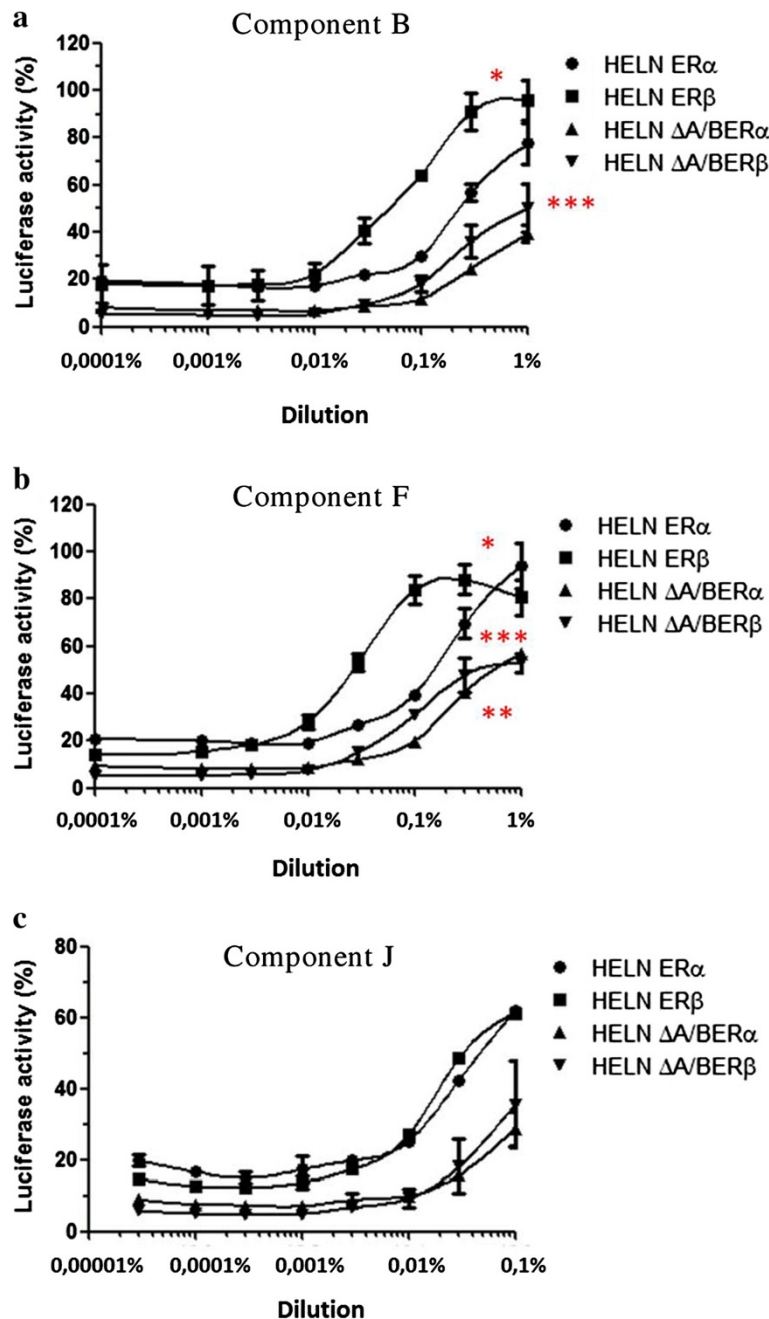 a
Component B
120
100
80
60
40
20
0
Luciferase activity (%)
*
***
HELN ERα
HELN ERβ
HELN ΔA/BERα
HELN ΔA/BERβ
0,0001%
0,001%
0,01%
0,1%
1%
Dilution
b
Component F
120
100
80
60
40
20
0
Luciferase activity (%)
*
***
**
HELN ERα
HELN ERβ
HELN ΔA/BERα
HELN ΔA/BERβ
0,0001%
0,001%
0,01%
0,1%
1%
Dilution
c
Component J
80
60
40
20
0
Luciferase activity (%)
HELN ERα
HELN ERβ
HELN ΔA/BERα
HELN ΔA/BERβ
0,00001%
0,0001%
0,001%
0,01%
0,1%
Dilution